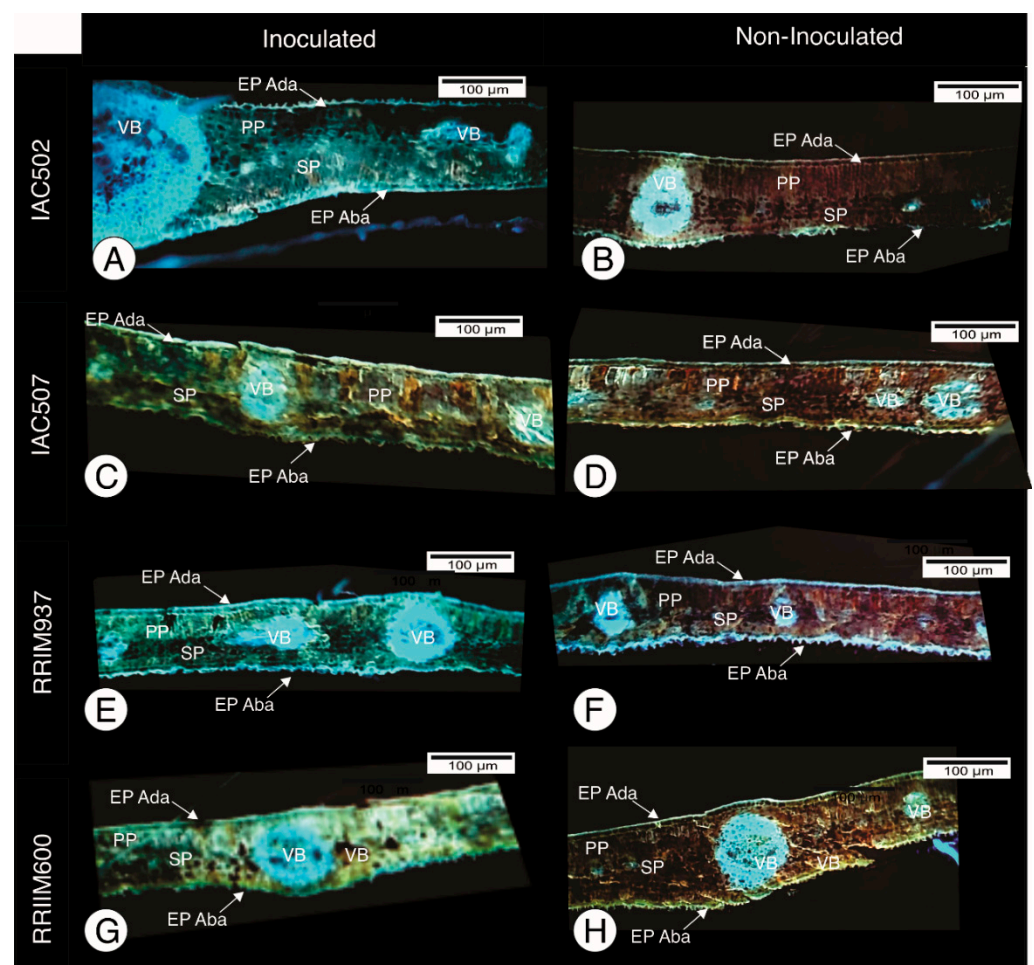 Inoculated
Non-Inoculated
IAC502
EP Ada
100 µm
VB
PP
VB
SP
EP Aba
A
100 µm
EP Ada
VB
PP
SP
EP Aba
B
IAC507
EP Ada
100 µm
SP
VB
PP
VB
EP Aba
C
100 µm
EP Ada
PP
SP
VB
VB
EP Aba
D
RRIM937
EP Ada
100 µm
100 m
PP
SP
VB
VB
EP Aba
E
EP Ada
100 µm
100 m
VB
PP
SP
VB
EP Aba
F
RRIIM600
100 µm
100 m
EP Ada
PP
SP
VB
VB
EP Aba
G
100 µm
EP Ada
PP
SP
VB
VB
VB
EP Aba
H